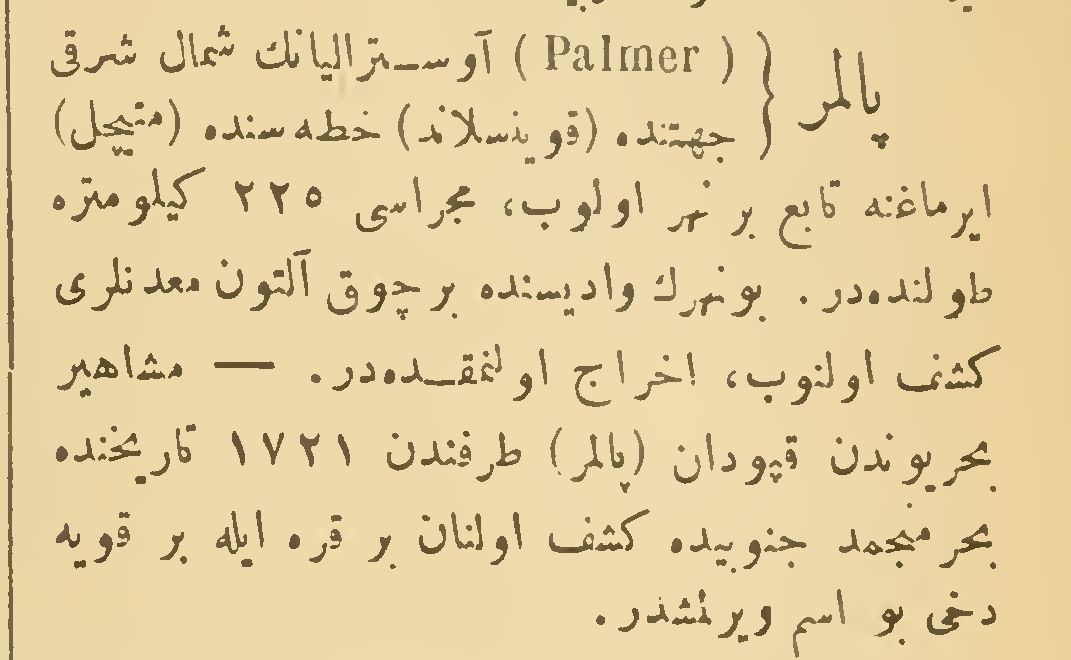 پالمر { ( Palmer ) آوستراليانك شمال شرقى
جهتنده (قوينسلاند) خطه‌سنده (متيچل)
ايرماغنه تابع بر نهر اولوب، مجراسى ٢٢٥ كيلومتره
طولنده‌در. بو نهرك واديسنده بر چوق آلتون معدنلرى
كشف اولنوب، اخراج اولنمقده‌در. — مشاهير
بحريوندن قپودان (پالمر) طرفندن ١٧٢١ تاريخنده
بحر منجمد جنوبيده كشف اولنان بر قره ايله بر قويه
دخى بو اسم ويرلمشدر.